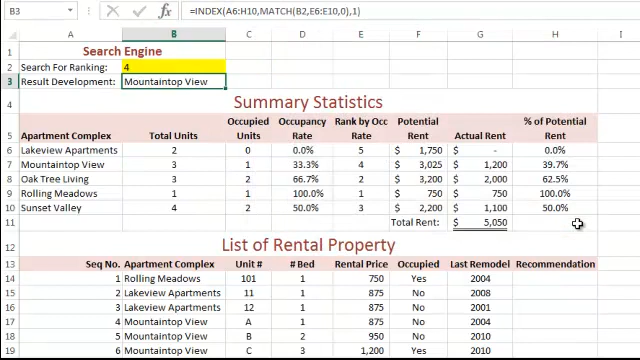 B3 =INDEX(A6:H10,MATCH(B2,E6:E10,0),1)
A B C D E F G H I
1 Search Engine
2 Search For Ranking: 4
3 Result Development: Mountaintop View
4 Summary Statistics
Occupied Occupancy Rank by Occ Potential % of Potential
5 Apartment Complex Total Units Units Rate Rate Rent Actual Rent Rent
6 Lakeview Apartments 2 0 0.0% 5 $ 1,750 $ - 0.0%
7 Mountaintop View 3 1 33.3% 4 $ 3,025 $ 1,200 39.7%
8 Oak Tree Living 3 2 66.7% 2 $ 3,200 $ 2,000 62.5%
9 Rolling Meadows 1 1 100.0% 1 $ 750 $ 750 100.0%
10 Sunset Valley 4 2 50.0% 3 $ 2,200 $ 1,100 50.0%
11 Total Rent: $ 5,050
12 List of Rental Property
13 Seq No. Apartment Complex Unit # # Bed Rental Price Occupied Last Remodel Recommendation
14 1 Rolling Meadows 101 1 750 Yes 2004
15 2 Lakeview Apartments 11 1 875 No 2008
16 3 Lakeview Apartments 12 1 875 No 2001
17 4 Mountaintop View A 1 875 No 2004
18 5 Mountaintop View B 2 950 No 2010
19 6 Mountaintop View C 3 1,200 Yes 2010